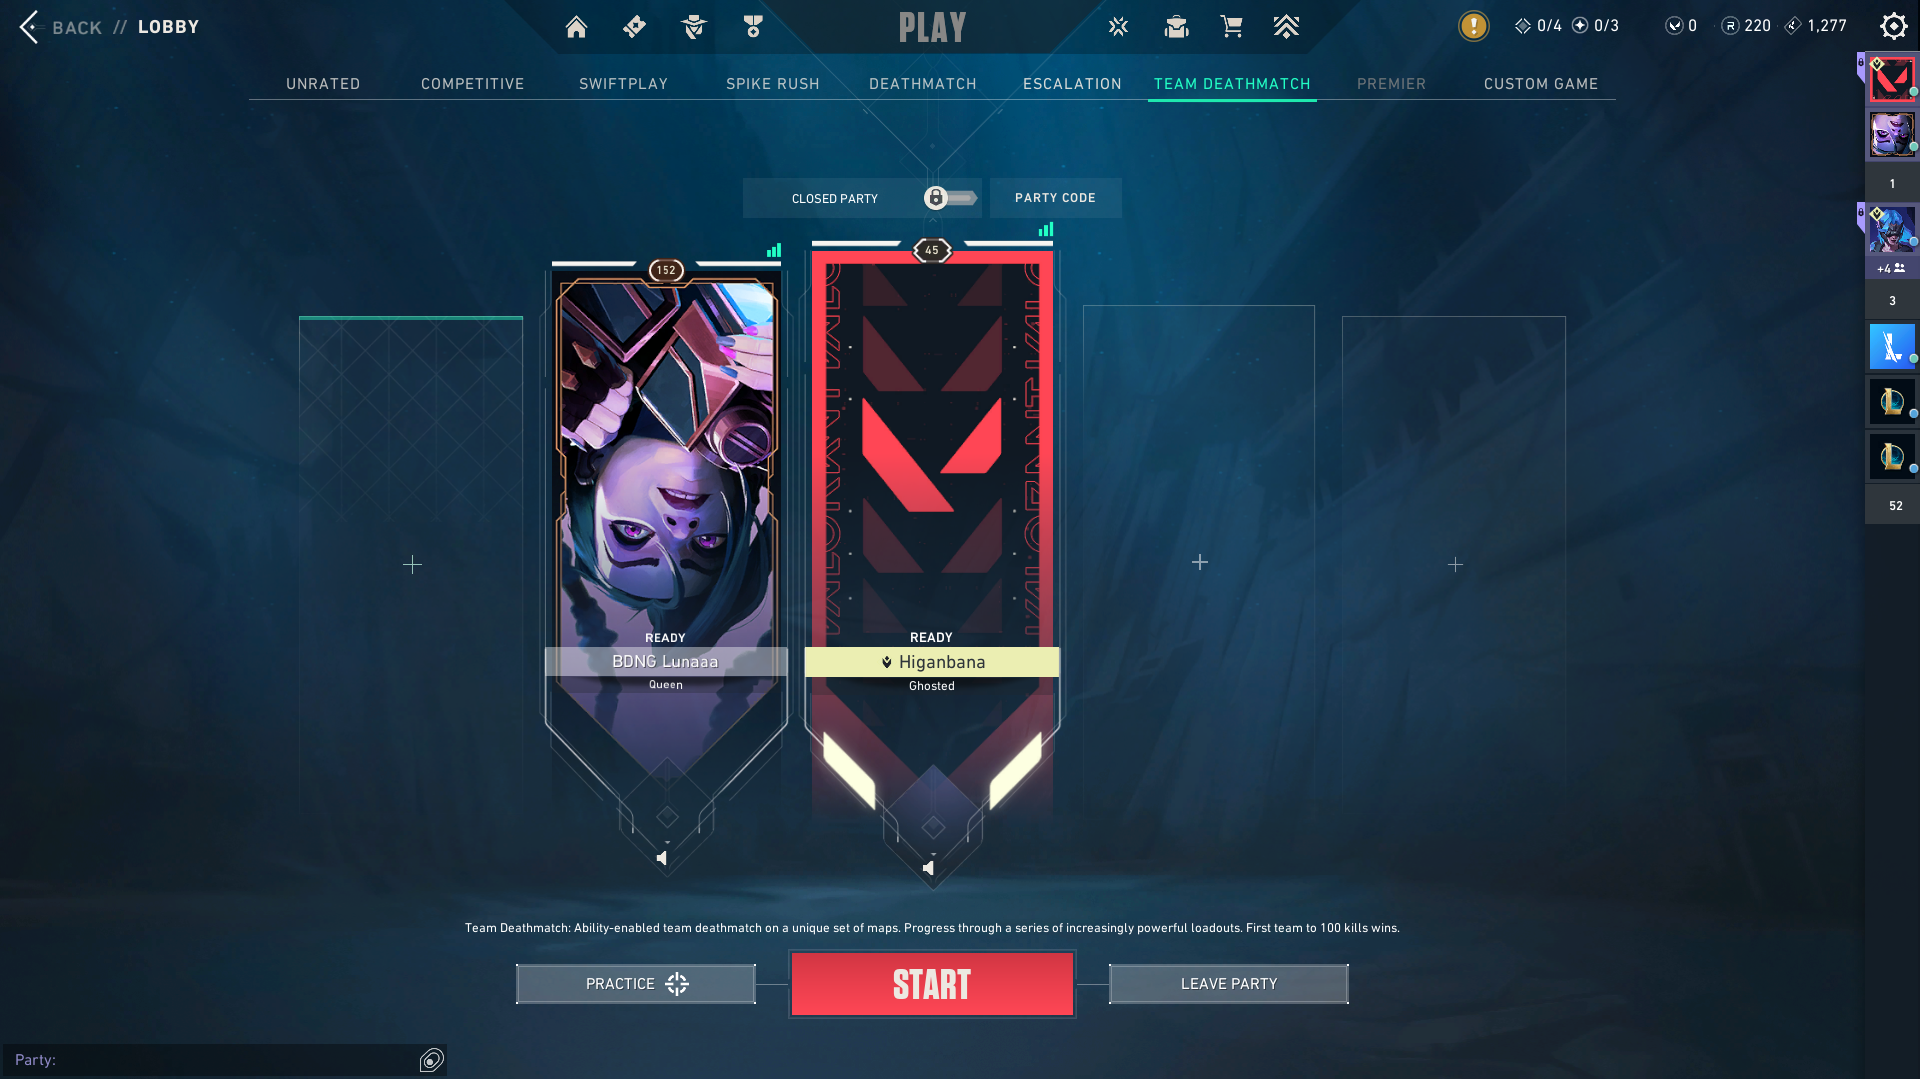 BACK // LOBBY
PLAY
0/4 0/3 0 220 1,277
UNRATED COMPETITIVE SWIFTPLAY SPIKE RUSH DEATHMATCH ESCALATION TEAM DEATHMATCH PREMIER CUSTOM GAME
CLOSED PARTY
PARTY CODE
1
+4
3
52
152
READY
BDNG Lunaaa
Queen
45
VALORANT
VALORANT
READY
Higanbana
Ghosted
Team Deathmatch: Ability-enabled team deathmatch on a unique set of maps. Progress through a series of increasingly powerful loadouts. First team to 100 kills wins.
PRACTICE
START
LEAVE PARTY
Party: